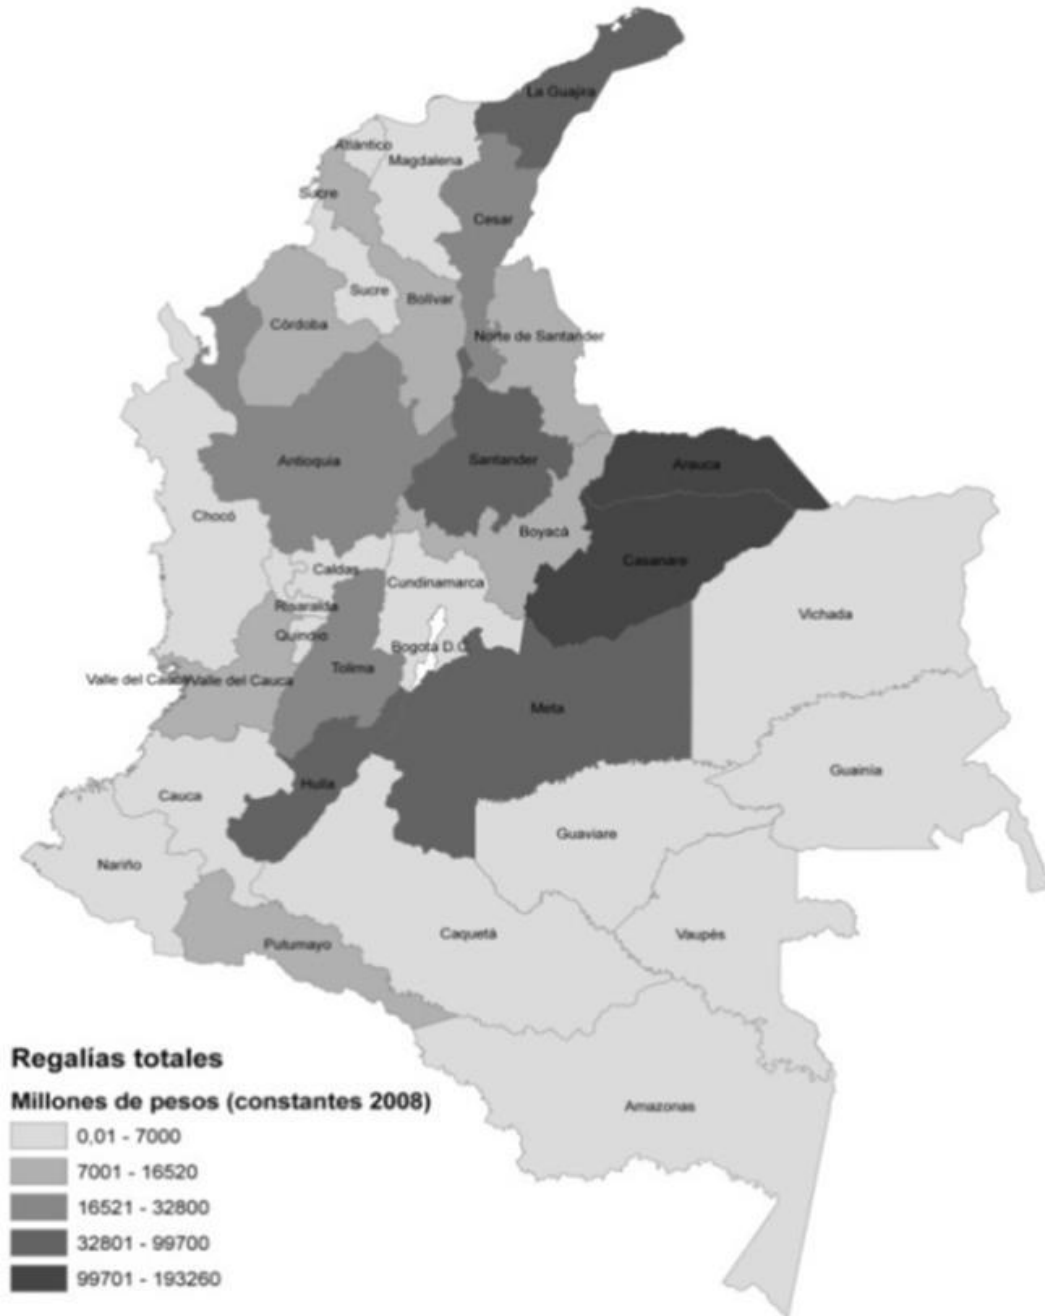 La Guajira
Atlántico
Magdalena
Sucre
Cesar
Sucre
Bolívar
Córdoba
Norte de Santander
Antioquia
Santander
Arauca
Chocó
Boyacá
Casanare
Caldas
Cundinamarca
Risaralda
Vichada
Quindío
Bogota D.C.
Tolima
Valle del Cauca
Valle del Cauca
Meta
Guainía
Huila
Cauca
Guaviare
Nariño
Caquetá
Vaupés
Putumayo
Regalías totales
Millones de pesos (constantes 2008)
Amazonas
0,01 - 7000
7001 - 16520
16521 - 32800
32801 - 99700
99701 - 193260